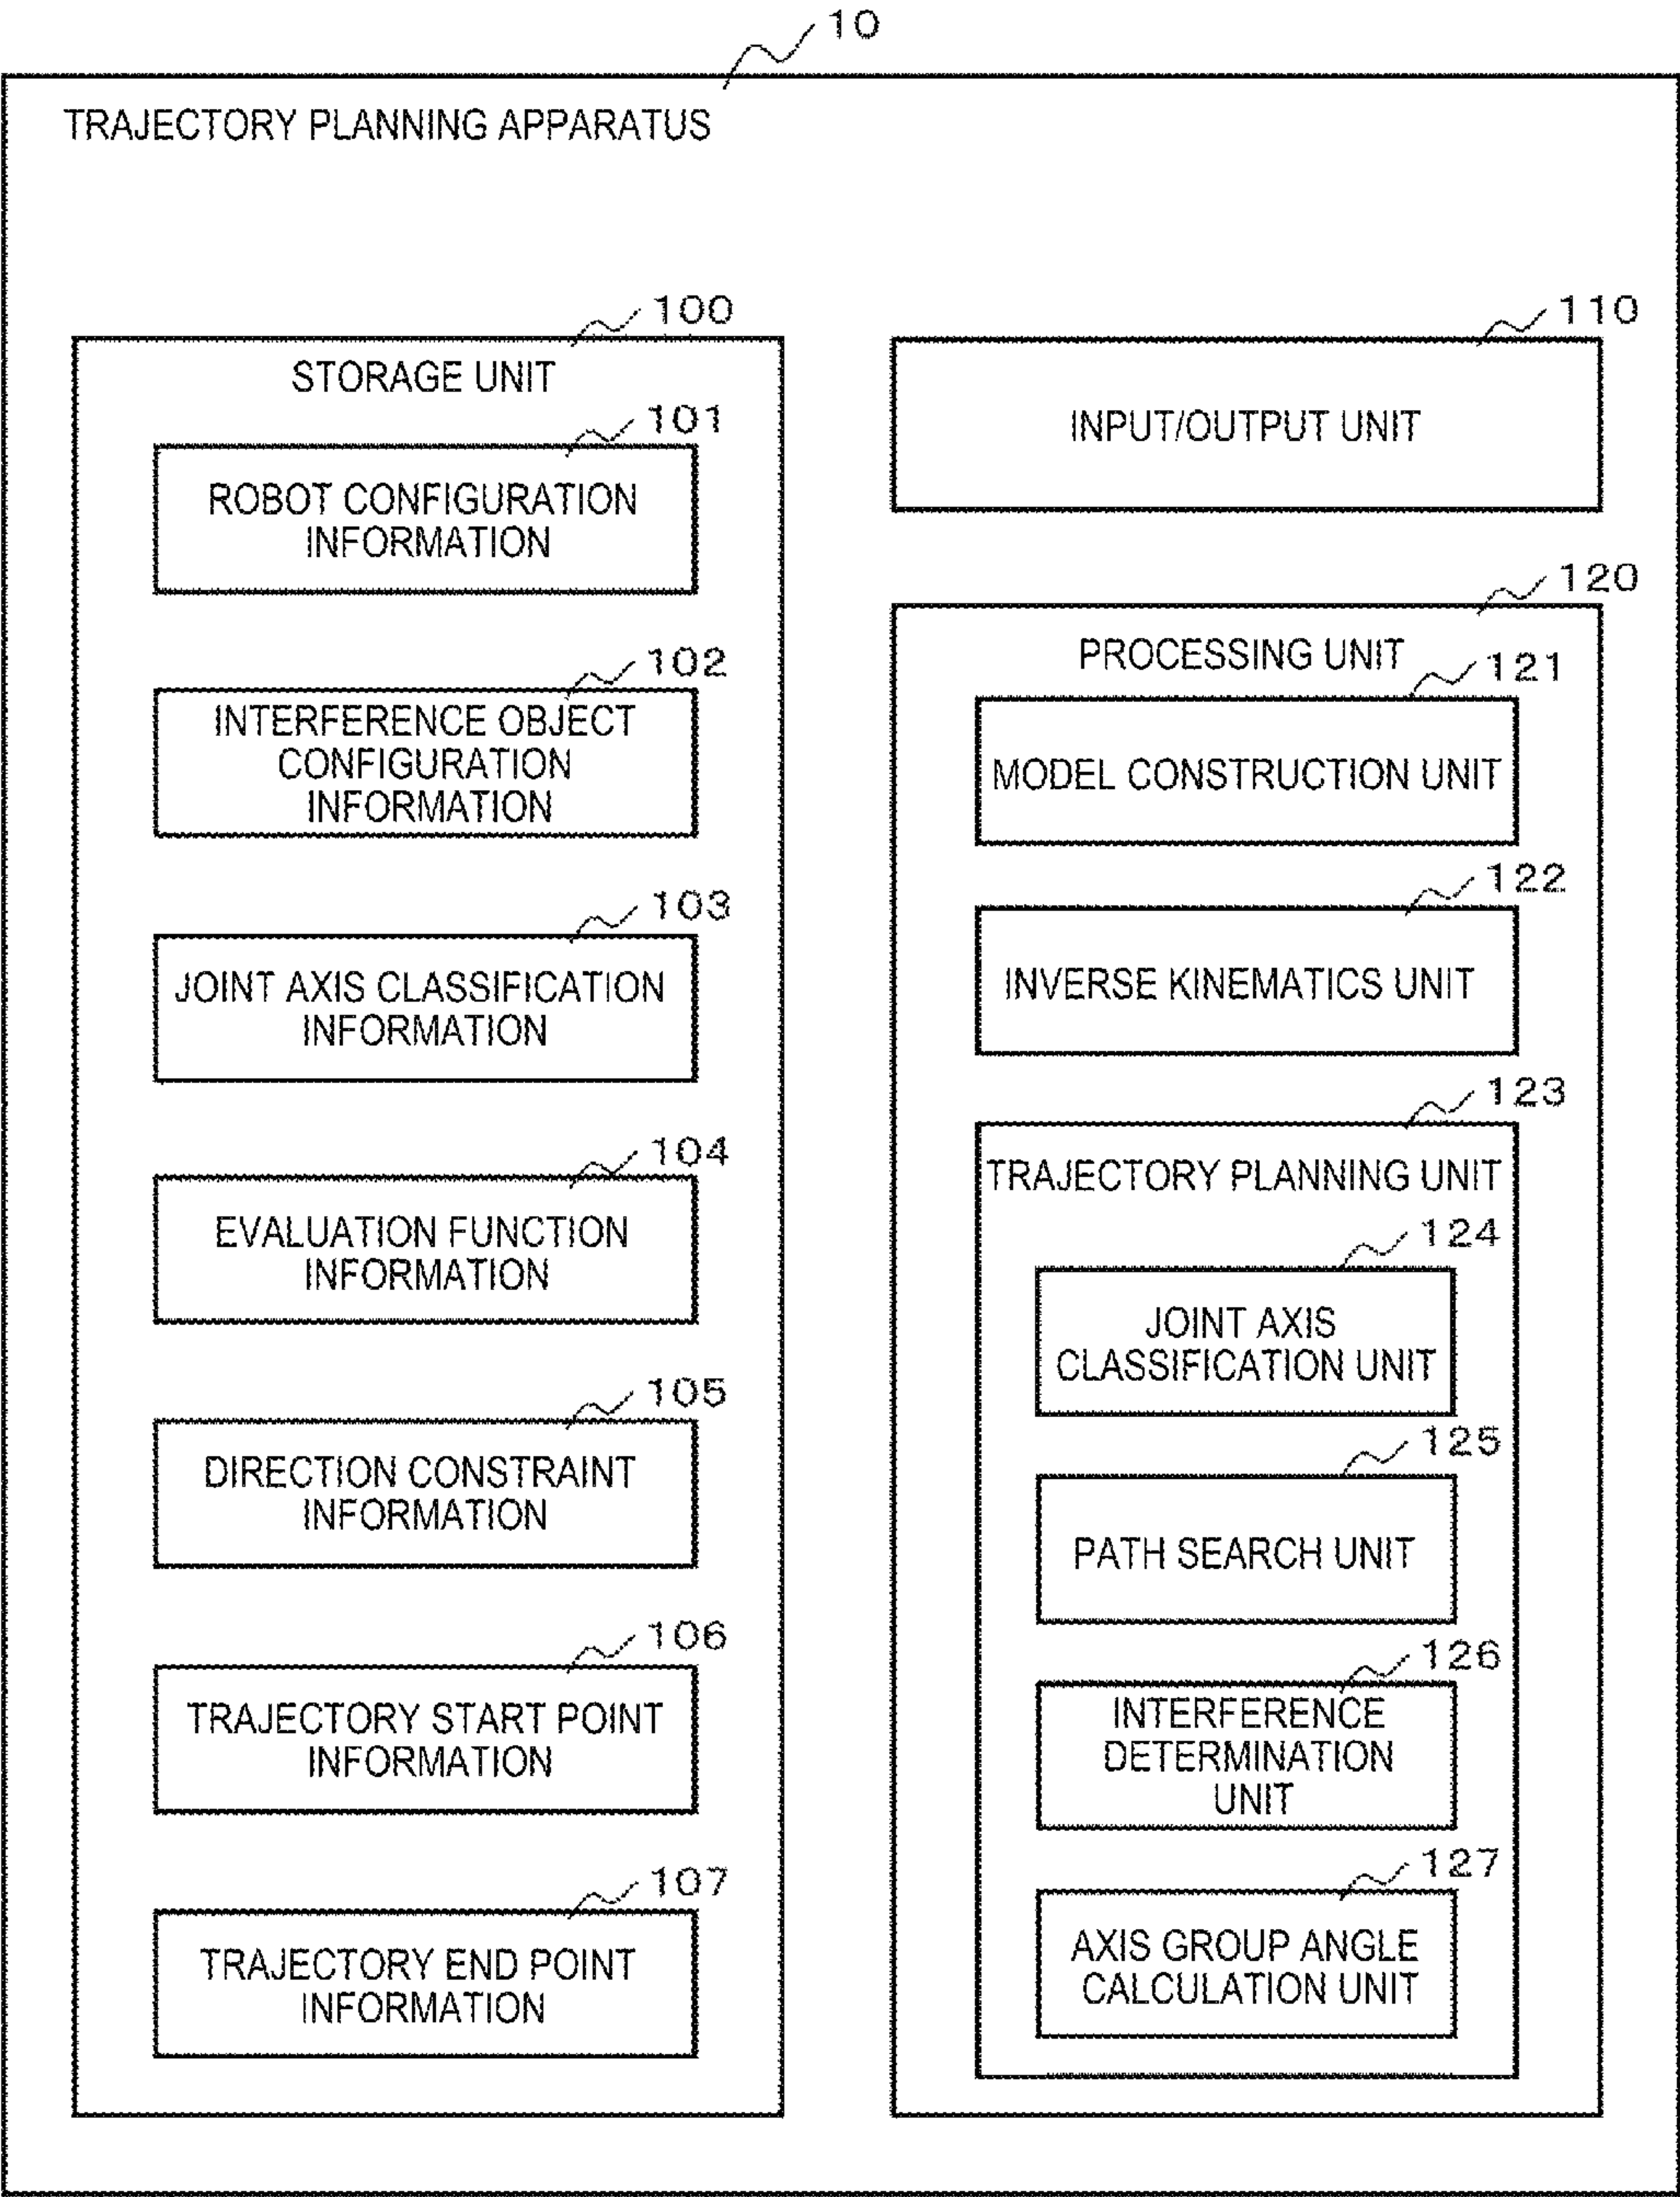 10
TRAJECTORY PLANNING APPARATUS
100
STORAGE UNIT
101
ROBOT CONFIGURATION
INFORMATION
102
INTERFERENCE OBJECT
CONFIGURATION
INFORMATION
103
JOINT AXIS CLASSIFICATION
INFORMATION
104
EVALUATION FUNCTION
INFORMATION
105
DIRECTION CONSTRAINT
INFORMATION
106
TRAJECTORY START POINT
INFORMATION
107
TRAJECTORY END POINT
INFORMATION
110
INPUT/OUTPUT UNIT
120
PROCESSING UNIT
121
MODEL CONSTRUCTION UNIT
122
INVERSE KINEMATICS UNIT
123
TRAJECTORY PLANNING UNIT
124
JOINT AXIS
CLASSIFICATION UNIT
125
PATH SEARCH UNIT
126
INTERFERENCE
DETERMINATION
UNIT
127
AXIS GROUP ANGLE
CALCULATION UNIT